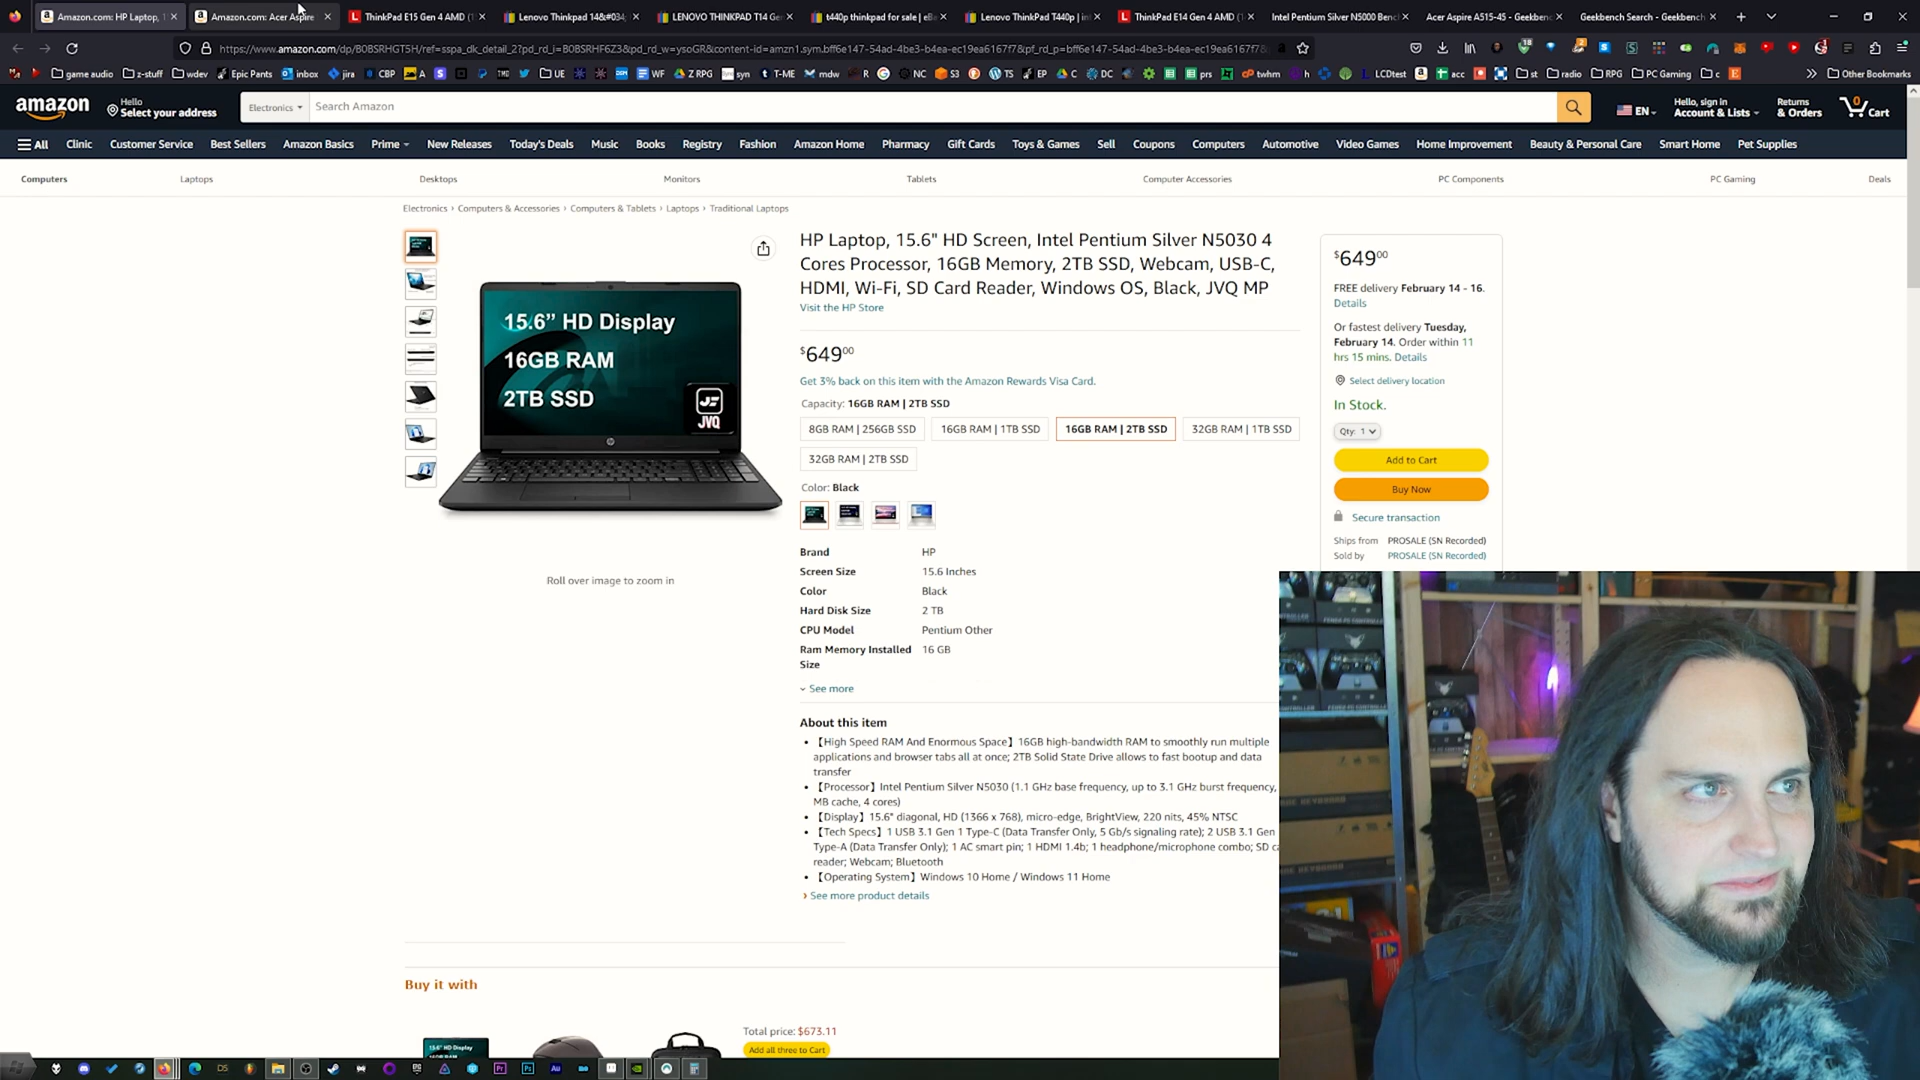 Amazon.com: HP Laptop, 1
Amazon.com: Acer Aspire
ThinkPad E15 Gen 4 AMD (1
Lenovo Thinkpad 14&#034;
LENOVO THINKPAD T14 Gen
t440p thinkpad for sale | eB
Lenovo ThinkPad T440p | int
ThinkPad E14 Gen 4 AMD (1
Intel Pentium Silver N5000 Benc
Acer Aspire A515-45 - Geekbenc
Geekbench Search - Geekbench
game audio
z-stuff
wdev
Epic Pants
inbox
jira
CBP
A
UE
WF
Z RPG
syn
T-ME
mdw
R
NC
S3
TS
EP
C
DC
prs
twhm
h
LCDtest
acc
st
radio
RPG
PC Gaming
c
Other Bookmarks
amazon
Hello
Select your address
Electronics
Search Amazon
EN
Hello, sign in
Account & Lists
Returns
& Orders
0
Cart
All
Clinic
Customer Service
Best Sellers
Amazon Basics
Prime
New Releases
Today's Deals
Music
Books
Registry
Fashion
Amazon Home
Pharmacy
Gift Cards
Toys & Games
Sell
Coupons
Computers
Automotive
Video Games
Home Improvement
Beauty & Personal Care
Smart Home
Pet Supplies
Computers
Laptops
Desktops
Monitors
Tablets
Computer Accessories
PC Components
PC Gaming
Deals
Electronics › Computers & Accessories › Computers & Tablets › Laptops › Traditional Laptops
15.6" HD Display
16GB RAM
2TB SSD
JVQ
hp
Roll over image to zoom in
HP Laptop, 15.6" HD Screen, Intel Pentium Silver N5030 4
Cores Processor, 16GB Memory, 2TB SSD, Webcam, USB-C,
HDMI, Wi-Fi, SD Card Reader, Windows OS, Black, JVQ MP
Visit the HP Store
$64900
Get 3% back on this item with the Amazon Rewards Visa Card.
Capacity: 16GB RAM | 2TB SSD
8GB RAM | 256GB SSD
16GB RAM | 1TB SSD
16GB RAM | 2TB SSD
32GB RAM | 1TB SSD
32GB RAM | 2TB SSD
Color: Black
Brand HP
Screen Size 15.6 Inches
Color Black
Hard Disk Size 2 TB
CPU Model Pentium Other
Ram Memory Installed 16 GB
Size
See more
About this item
• 【High Speed RAM And Enormous Space】16GB high-bandwidth RAM to smoothly run multiple
applications and browser tabs all at once; 2TB Solid State Drive allows to fast bootup and data
transfer
• 【Processor】Intel Pentium Silver N5030 (1.1 GHz base frequency, up to 3.1 GHz burst frequency,
MB cache, 4 cores)
• 【Display】15.6" diagonal, HD (1366 x 768), micro-edge, BrightView, 220 nits, 45% NTSC
• 【Tech Specs】1 USB 3.1 Gen 1 Type-C (Data Transfer Only, 5 Gb/s signaling rate); 2 USB 3.1 Gen
Type-A (Data Transfer Only); 1 AC smart pin; 1 HDMI 1.4b; 1 headphone/microphone combo; SD ca
reader; Webcam; Bluetooth
• 【Operating System】Windows 10 Home / Windows 11 Home
› See more product details
$64900
FREE delivery February 14 - 16.
Details
Or fastest delivery Tuesday,
February 14. Order within 11
hrs 15 mins. Details
Select delivery location
In Stock.
Qty: 1
Add to Cart
Buy Now
Secure transaction
Ships from PROSALE (SN Recorded)
Sold by PROSALE (SN Recorded)
Buy it with
Total price: $673.11
Add all three to Cart